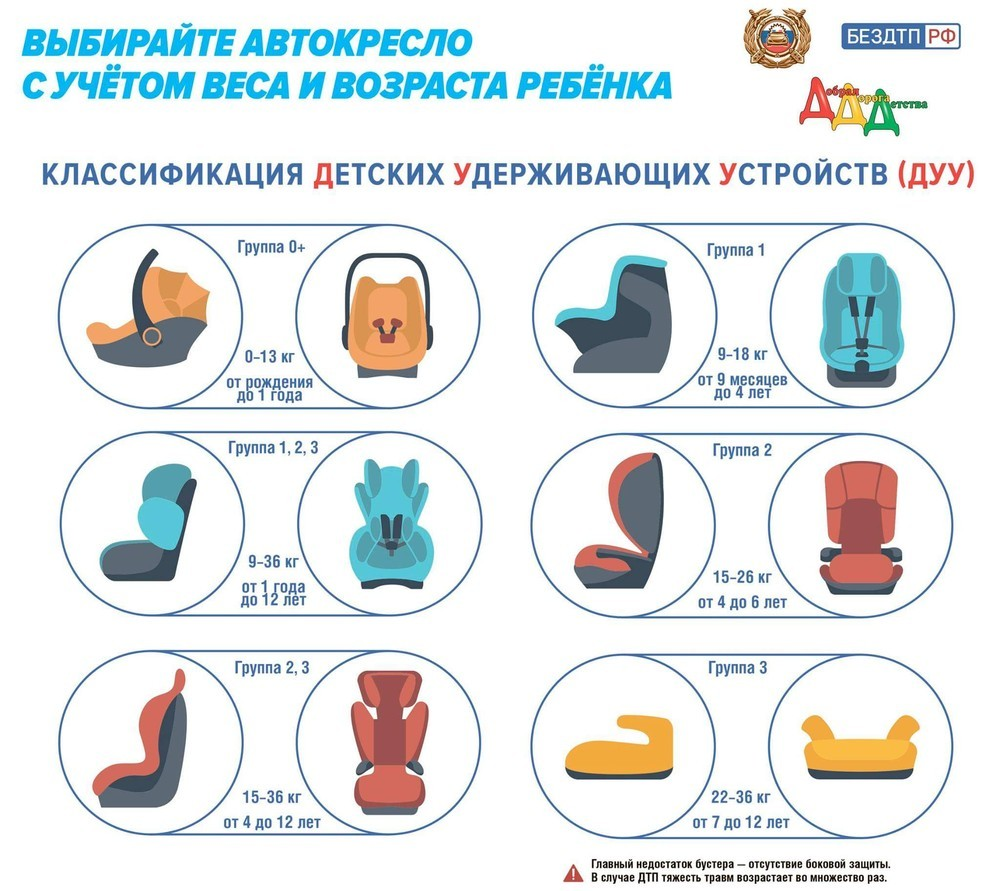 ВЫБИРАЙТЕ АВТОКРЕСЛО
С УЧЁТОМ ВЕСА И ВОЗРАСТА РЕБЁНКА
БЕЗДТП РФ
Добрая
Дорога
Детства
КЛАССИФИКАЦИЯ ДЕТСКИХ УДЕРЖИВАЮЩИХ УСТРОЙСТВ (ДУУ)
Группа 0+
0-13 кг
от рождения
до 1 года
Группа 1
9-18 кг
от 9 месяцев
до 4 лет
Группа 1, 2, 3
9-36 кг
от 1 года
до 12 лет
Группа 2
15-26 кг
от 4 до 6 лет
Группа 2, 3
15-36 кг
от 4 до 12 лет
Группа 3
22-36 кг
от 7 до 12 лет
Главный недостаток бустера — отсутствие боковой защиты.
В случае ДТП тяжесть травм возрастает во множество раз.